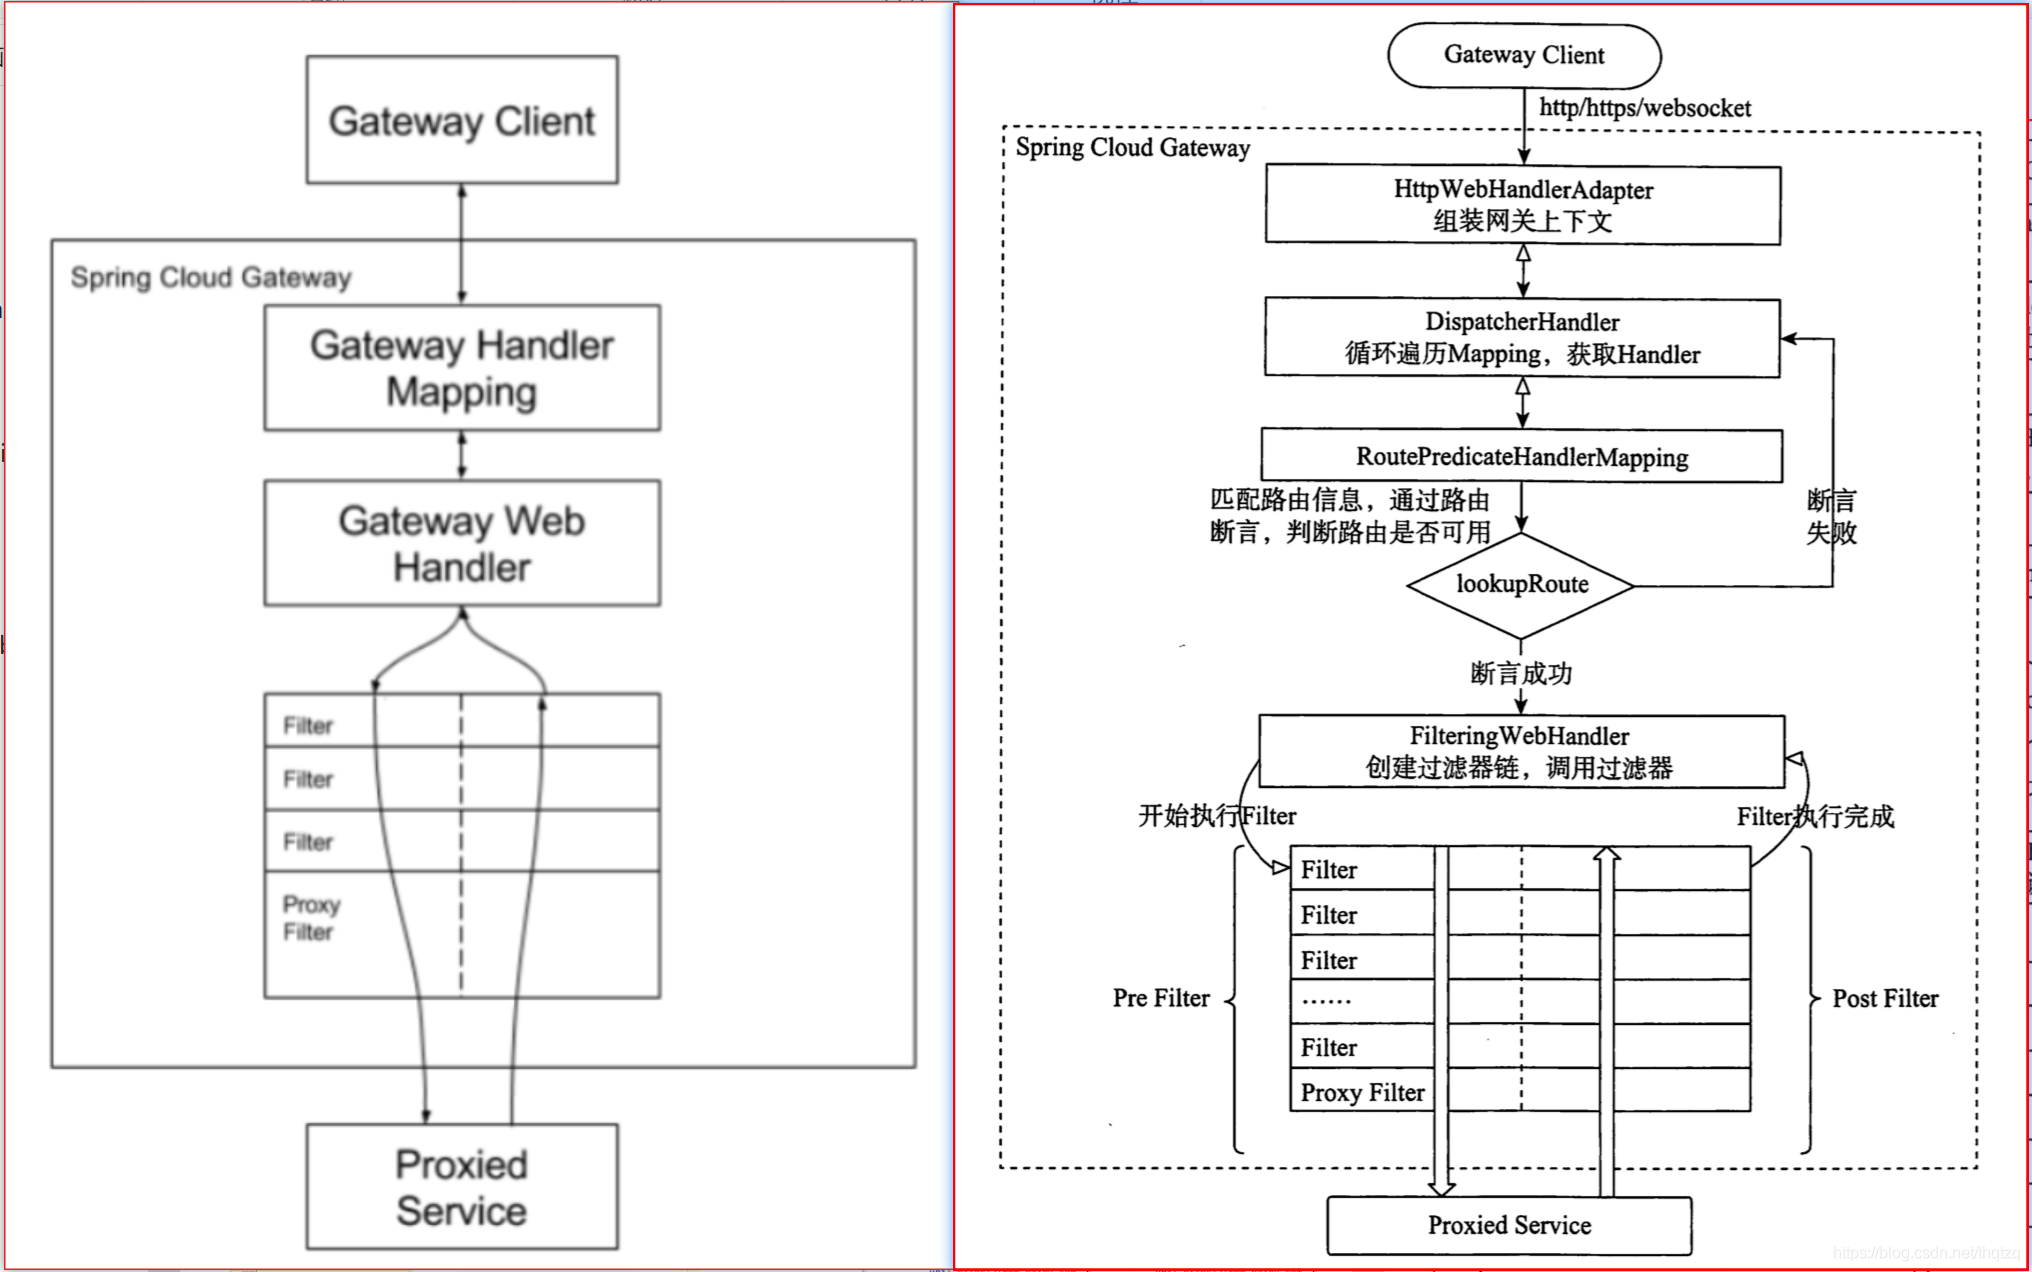 Gateway Client
Spring Cloud Gateway
Gateway Handler
Mapping
Gateway Web
Handler
Filter
Filter
Filter
Proxy
Filter
Proxied
Service
Gateway Client
http/https/websocket
Spring Cloud Gateway
HttpWebHandlerAdapter
组装网关上下文
DispatcherHandler
循环遍历Mapping，获取Handler
RoutePredicateHandlerMapping
匹配路由信息，通过路由
断言，判断路由是否可用
断言
失败
lookupRoute
断言成功
FilteringWebHandler
创建过滤器链，调用过滤器
开始执行Filter
Filter执行完成
Filter
Filter
Filter
······
Filter
Proxy Filter
Pre Filter
Post Filter
Proxied Service
https://blog.csdn.net/thqtzq